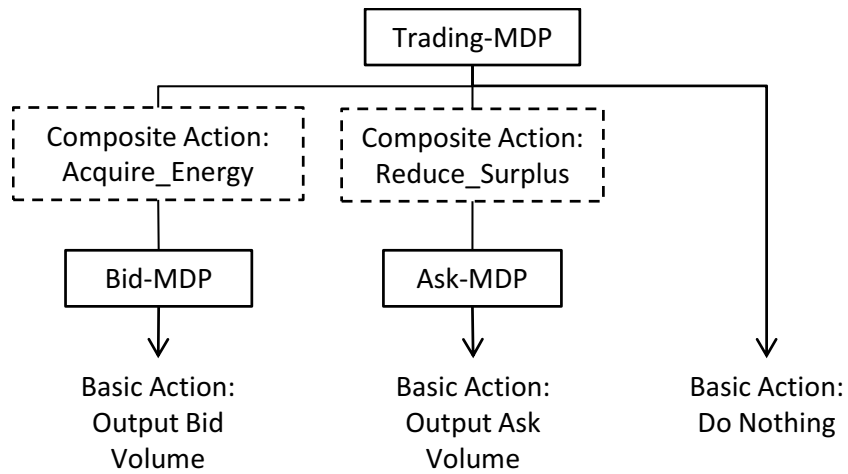 Trading-MDP
Composite Action:
Acquire_Energy
Composite Action:
Reduce_Surplus
Bid-MDP
Ask-MDP
Basic Action:
Output Bid
Volume
Basic Action:
Output Ask
Volume
Basic Action:
Do Nothing